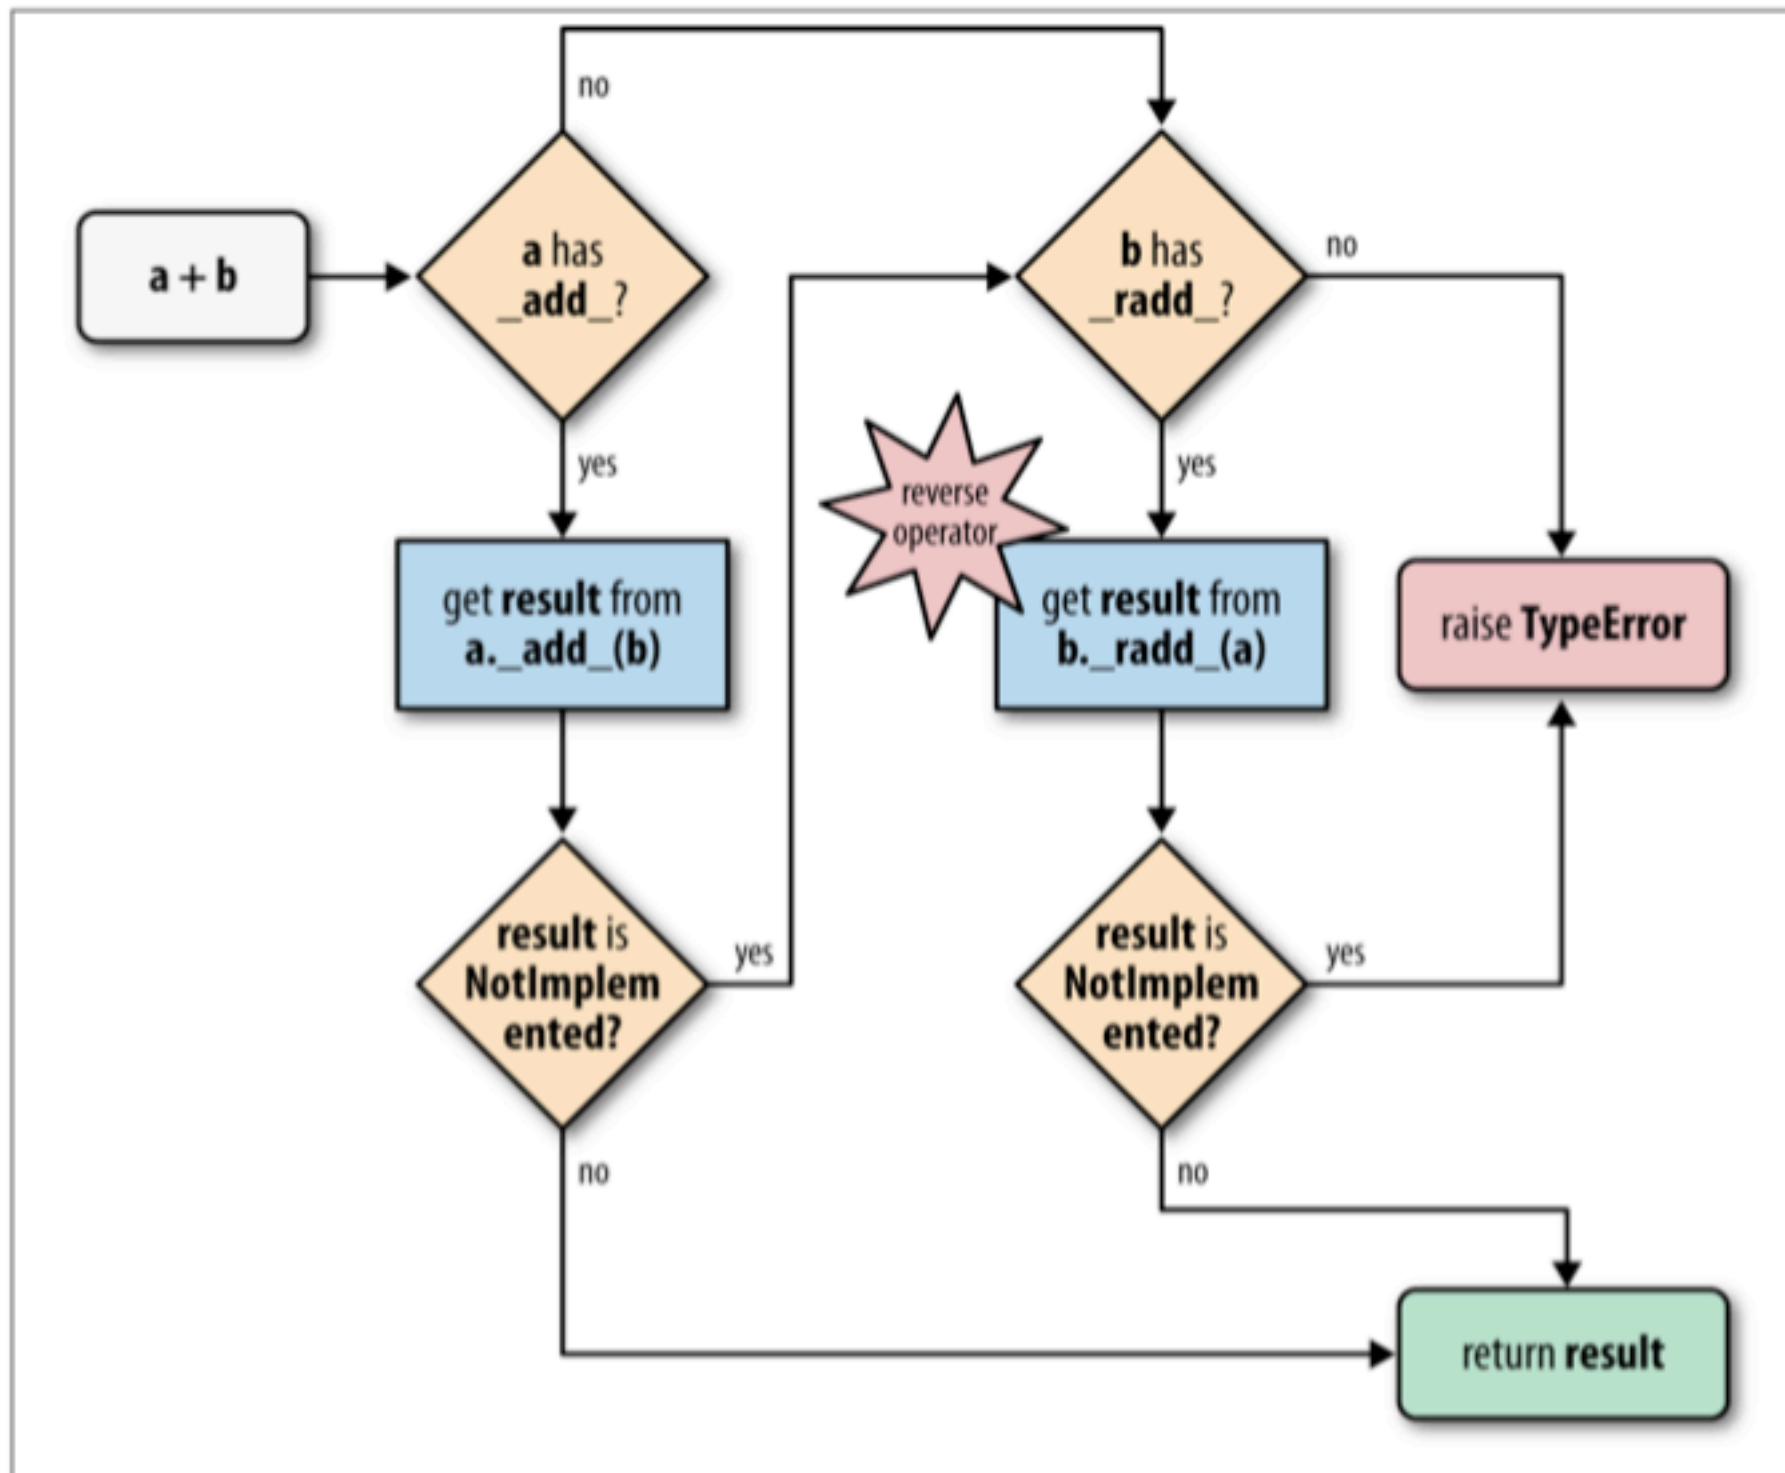 no
a + b
a has
_add_?
b has
_radd_?
no
yes
yes
reverse
operator
get result from
a._add_(b)
get result from
b._radd_(a)
raise TypeError
result is
NotImplem
ented?
yes
result is
NotImplem
ented?
yes
no
no
return result